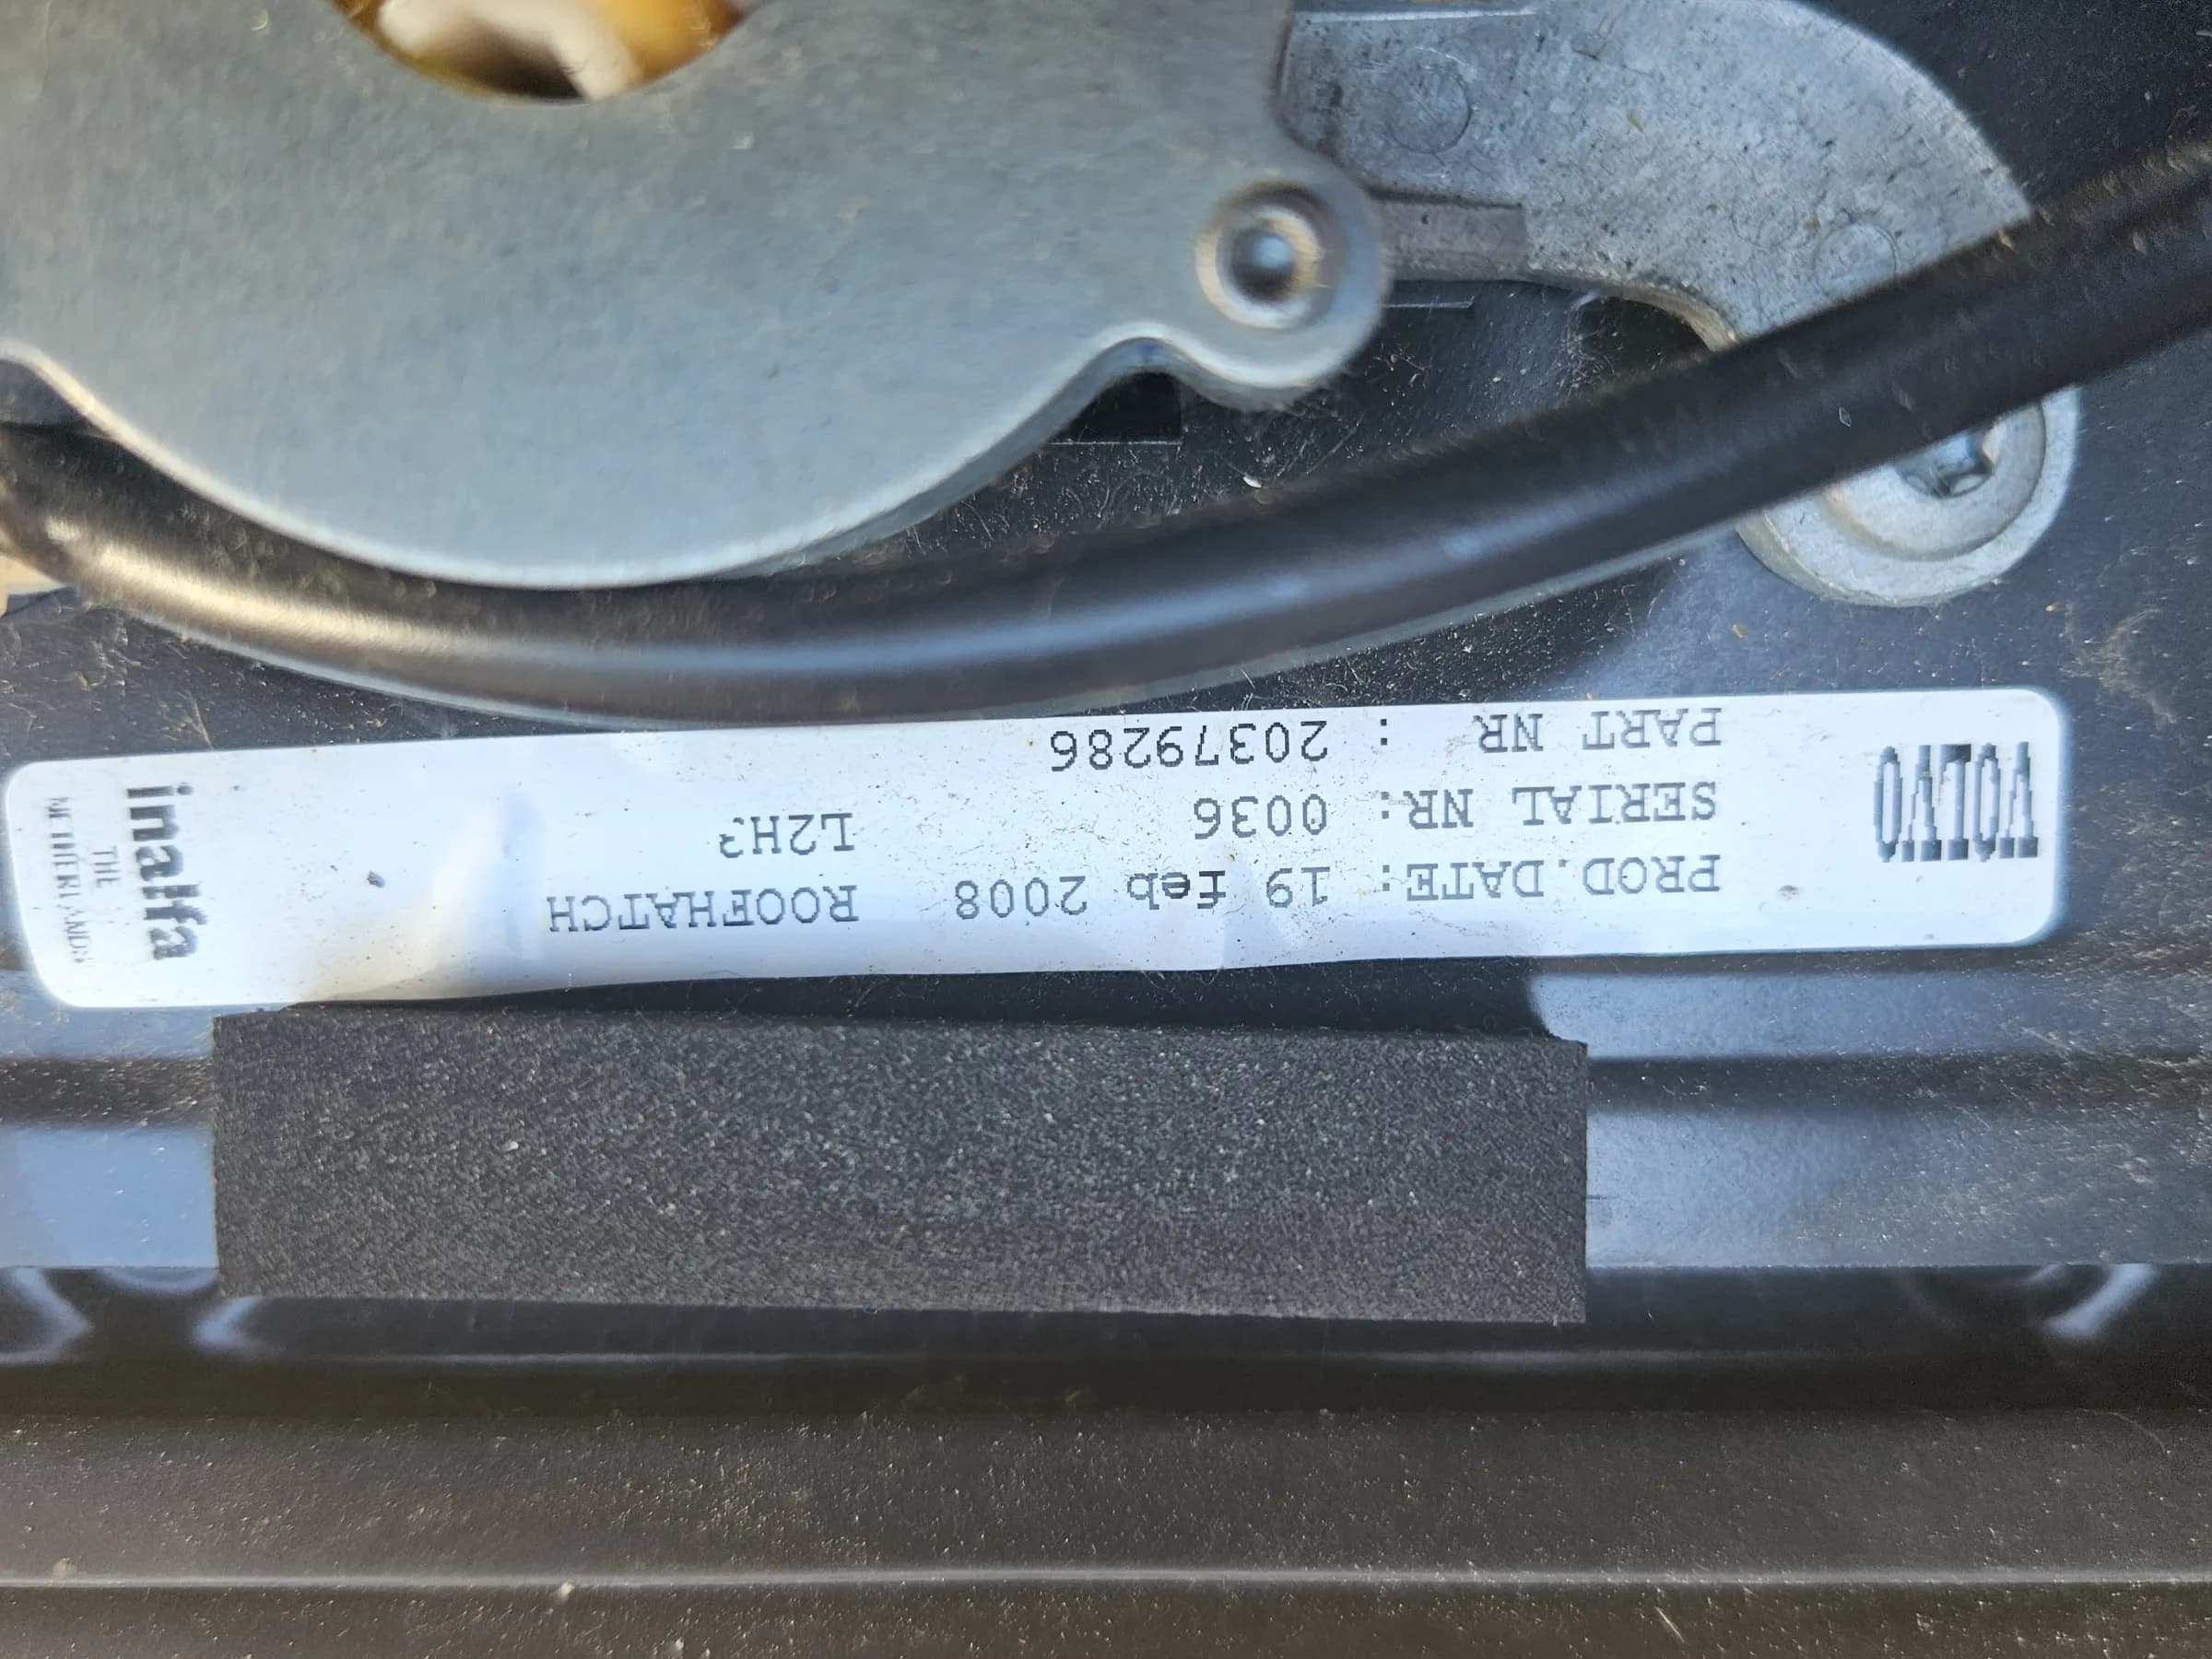 VOLVO
PROD.DATE: 19 feb 2008 ROOFHATCH
SERIAL NR: 0036 L2H3
PART NR : 20379286
inalfa
THE
NETHERLANDS